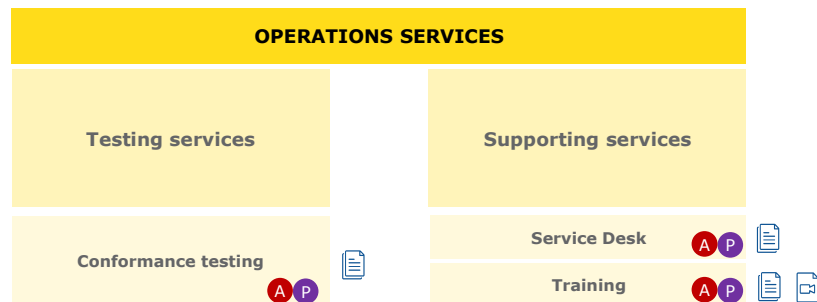 OPERATIONS SERVICES
Testing services
Supporting services
Conformance testing
A P
Service Desk
A P
Training
A P